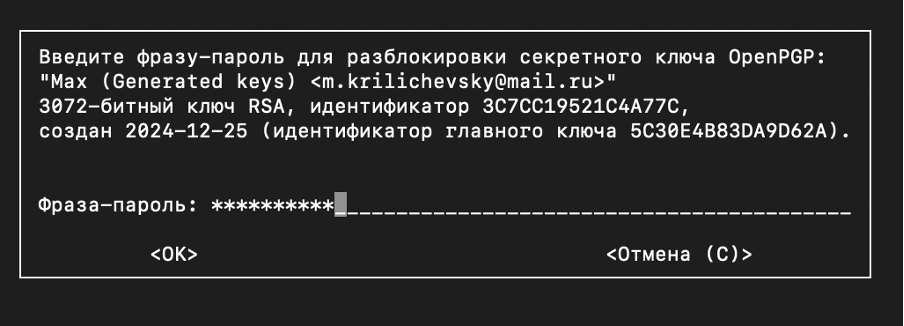 Введите фразу-пароль для разблокировки секретного ключа OpenPGP:
"Max (Generated keys) <m.krilichevsky@mail.ru>"
3072-битный ключ RSA, идентификатор 3C7CC19521C4A77C,
создан 2024-12-25 (идентификатор главного ключа 5C30E4B83DA9D62A).
Фраза-пароль: **********__________________________________________
<OK> <Отмена (C)>